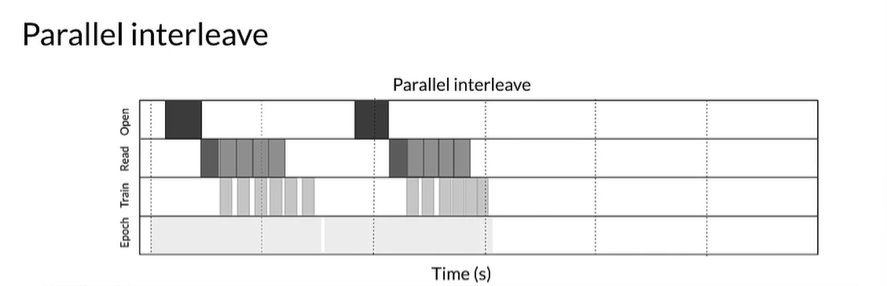 Parallel interleave
Parallel interleave
Open
Read
Train
Epoch
Time (s)